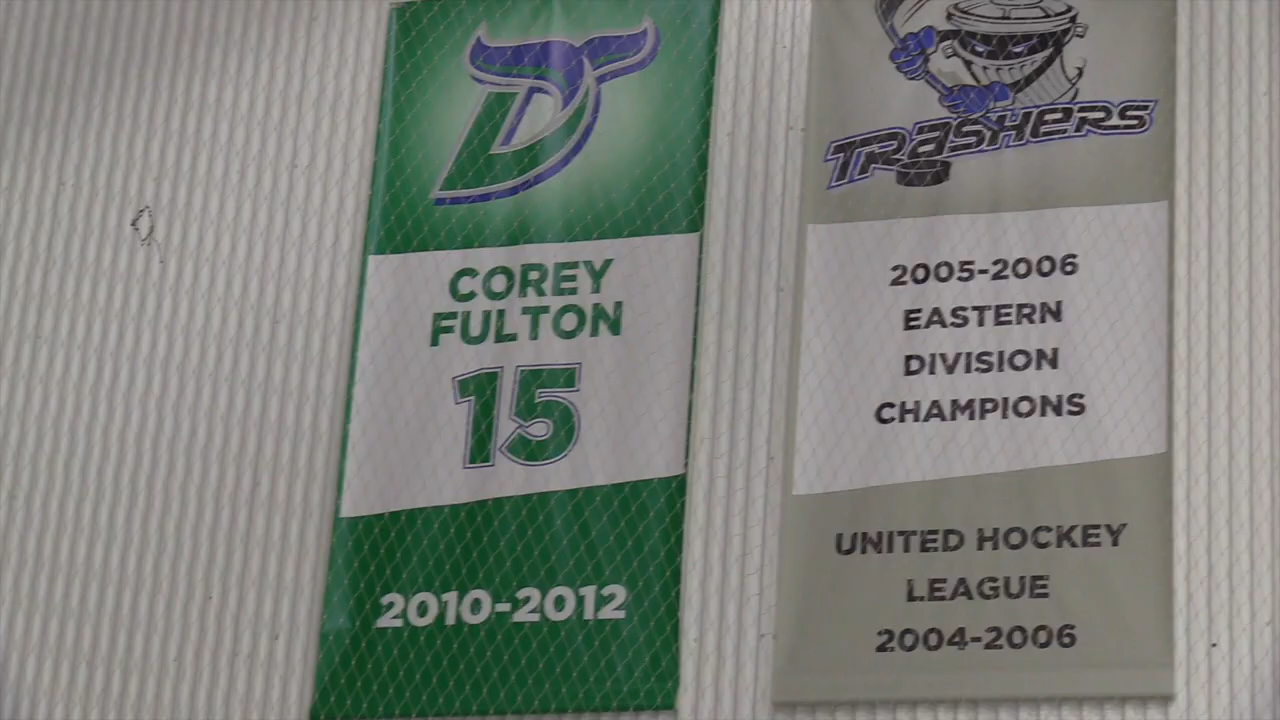 D
COREY
FULTON
15
2010-2012
TRASHERS
2005-2006
EASTERN
DIVISION
CHAMPIONS
UNITED HOCKEY
LEAGUE
2004-2006